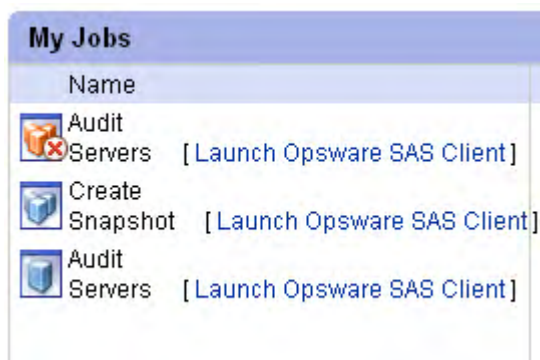 My Jobs
Name
Audit
Servers [ Launch Opsware SAS Client ]
Create
Snapshot [ Launch Opsware SAS Client ]
Audit
Servers [ Launch Opsware SAS Client ]